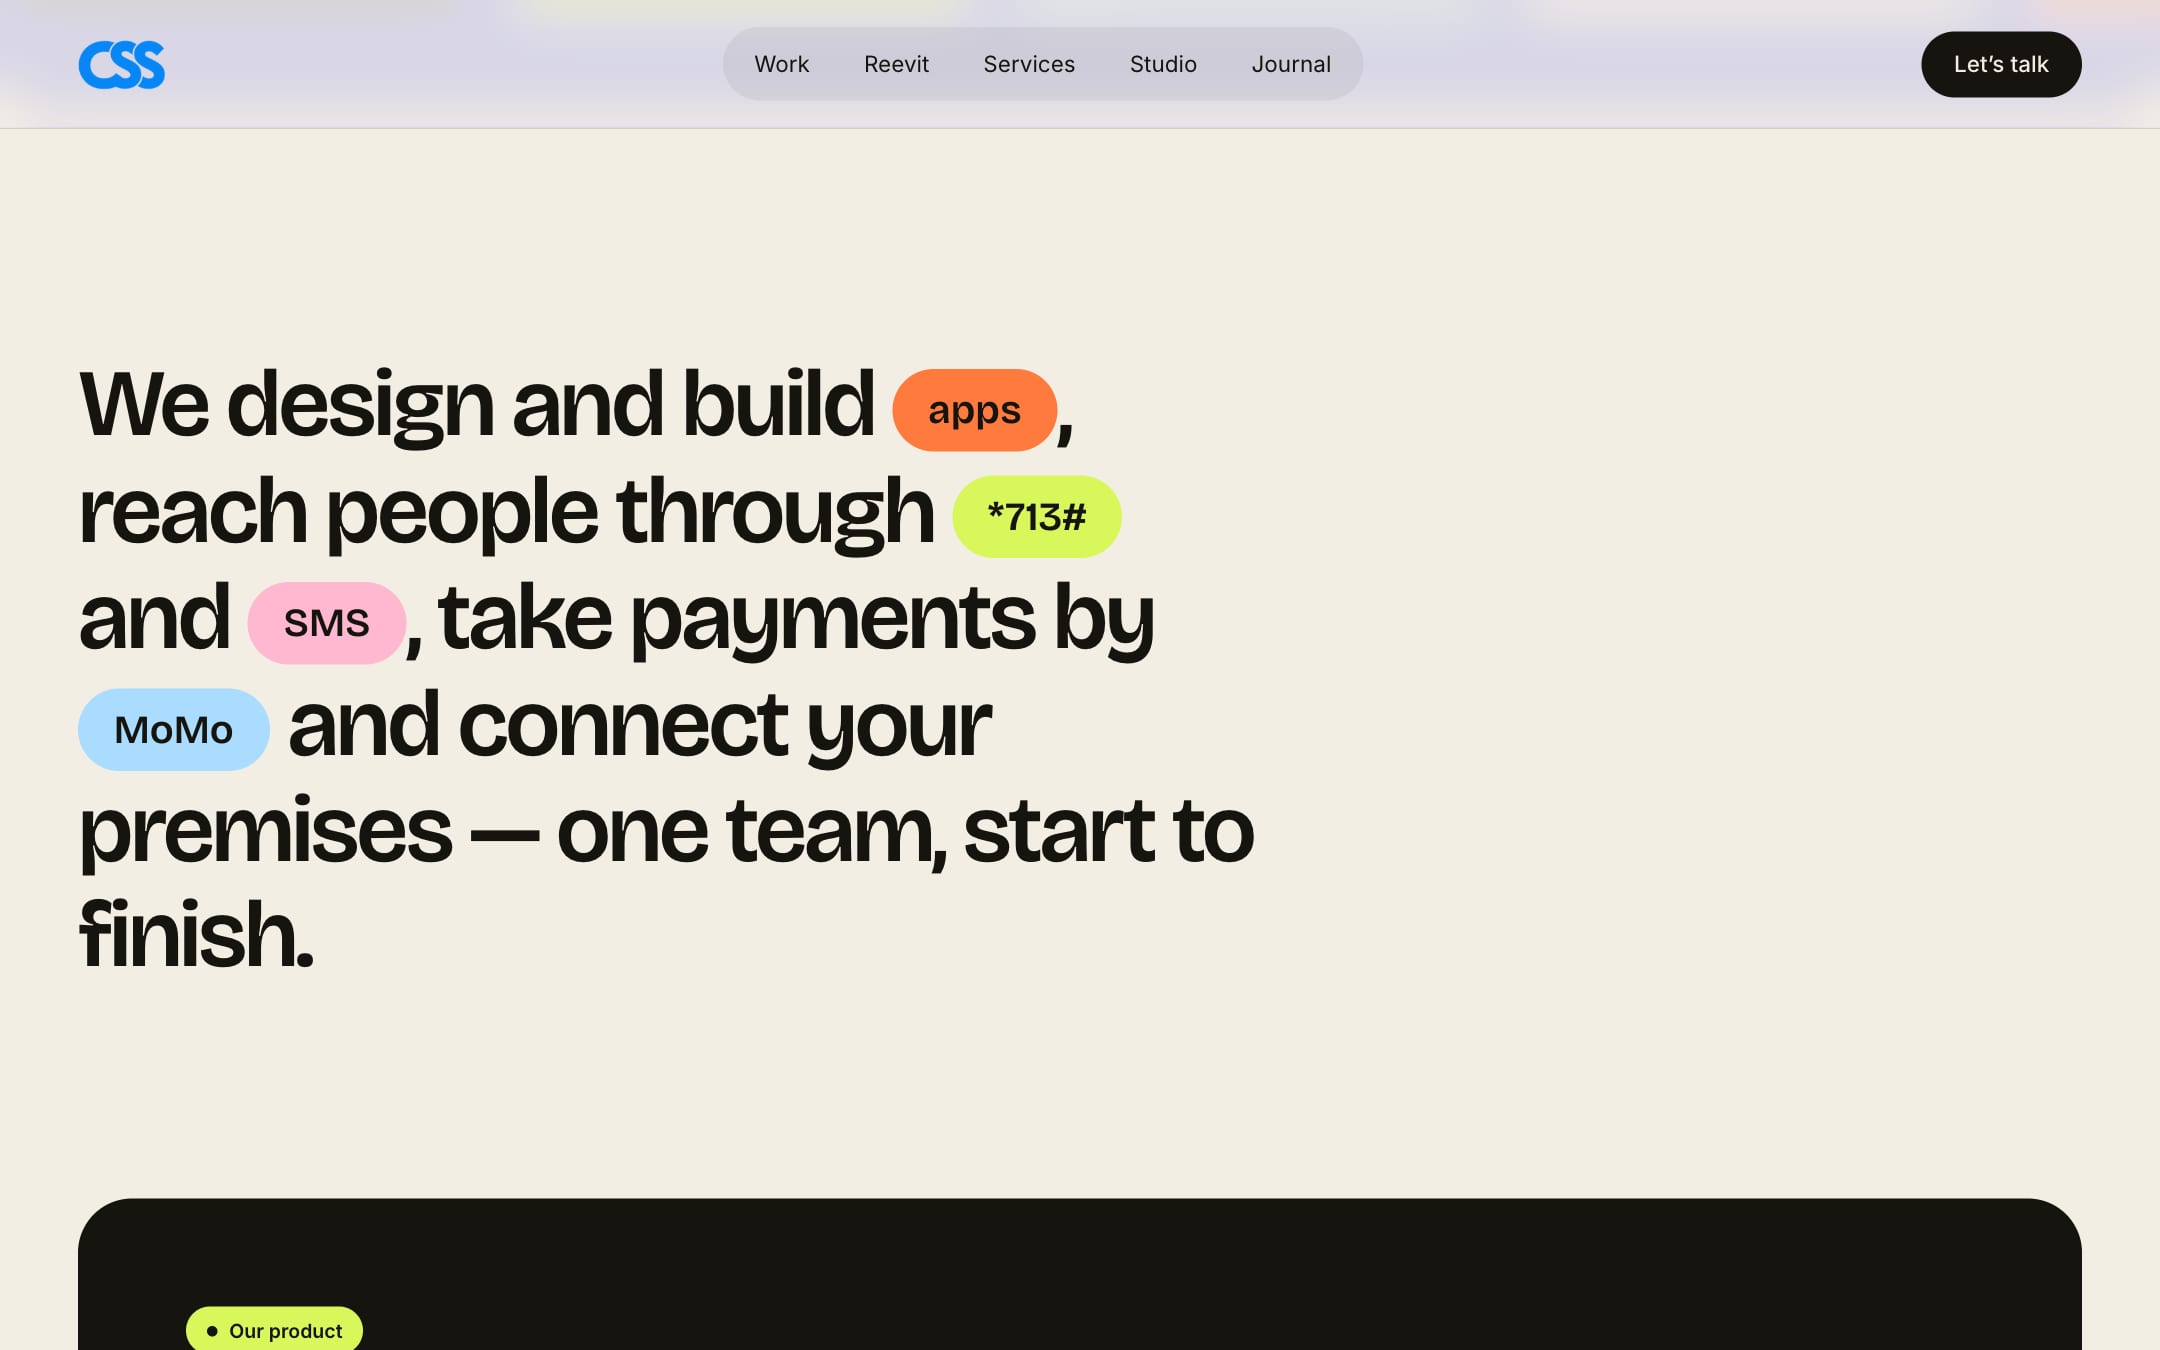 CSS
Work Reevit Services Studio Journal
Let’s talk
We design and build apps,
reach people through *713#
and SMS, take payments by
MoMo and connect your
premises — one team, start to
finish.
Our product